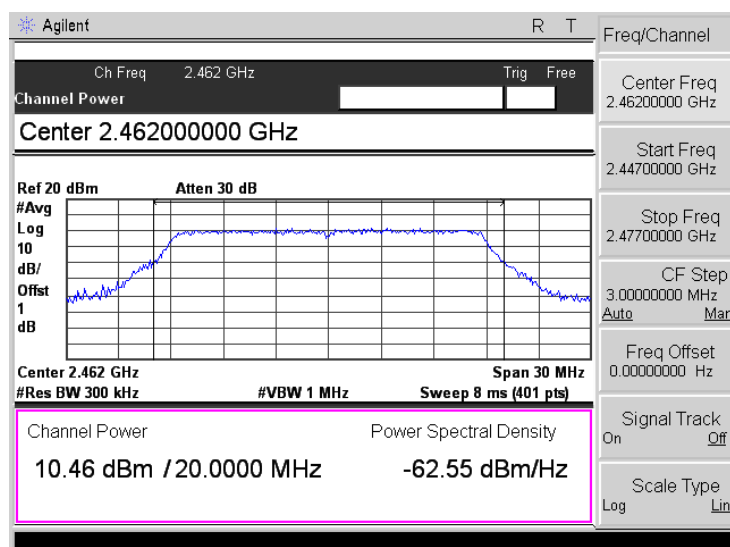 Agilent R T
Ch Freq 2.462 GHz Trig Free
Channel Power
Center 2.462000000 GHz
Ref 20 dBm Atten 30 dB
#Avg
Log
10
dB/
Offst
1
dB
Center 2.462 GHz Span 30 MHz
#Res BW 300 kHz #VBW 1 MHz Sweep 8 ms (401 pts)
Channel Power Power Spectral Density
10.46 dBm / 20.0000 MHz -62.55 dBm/Hz
Freq/Channel
Center Freq
2.46200000 GHz
Start Freq
2.44700000 GHz
Stop Freq
2.47700000 GHz
CF Step
3.00000000 MHz
Auto Man
Freq Offset
0.00000000 Hz
Signal Track
On Off
Scale Type
Log Lin